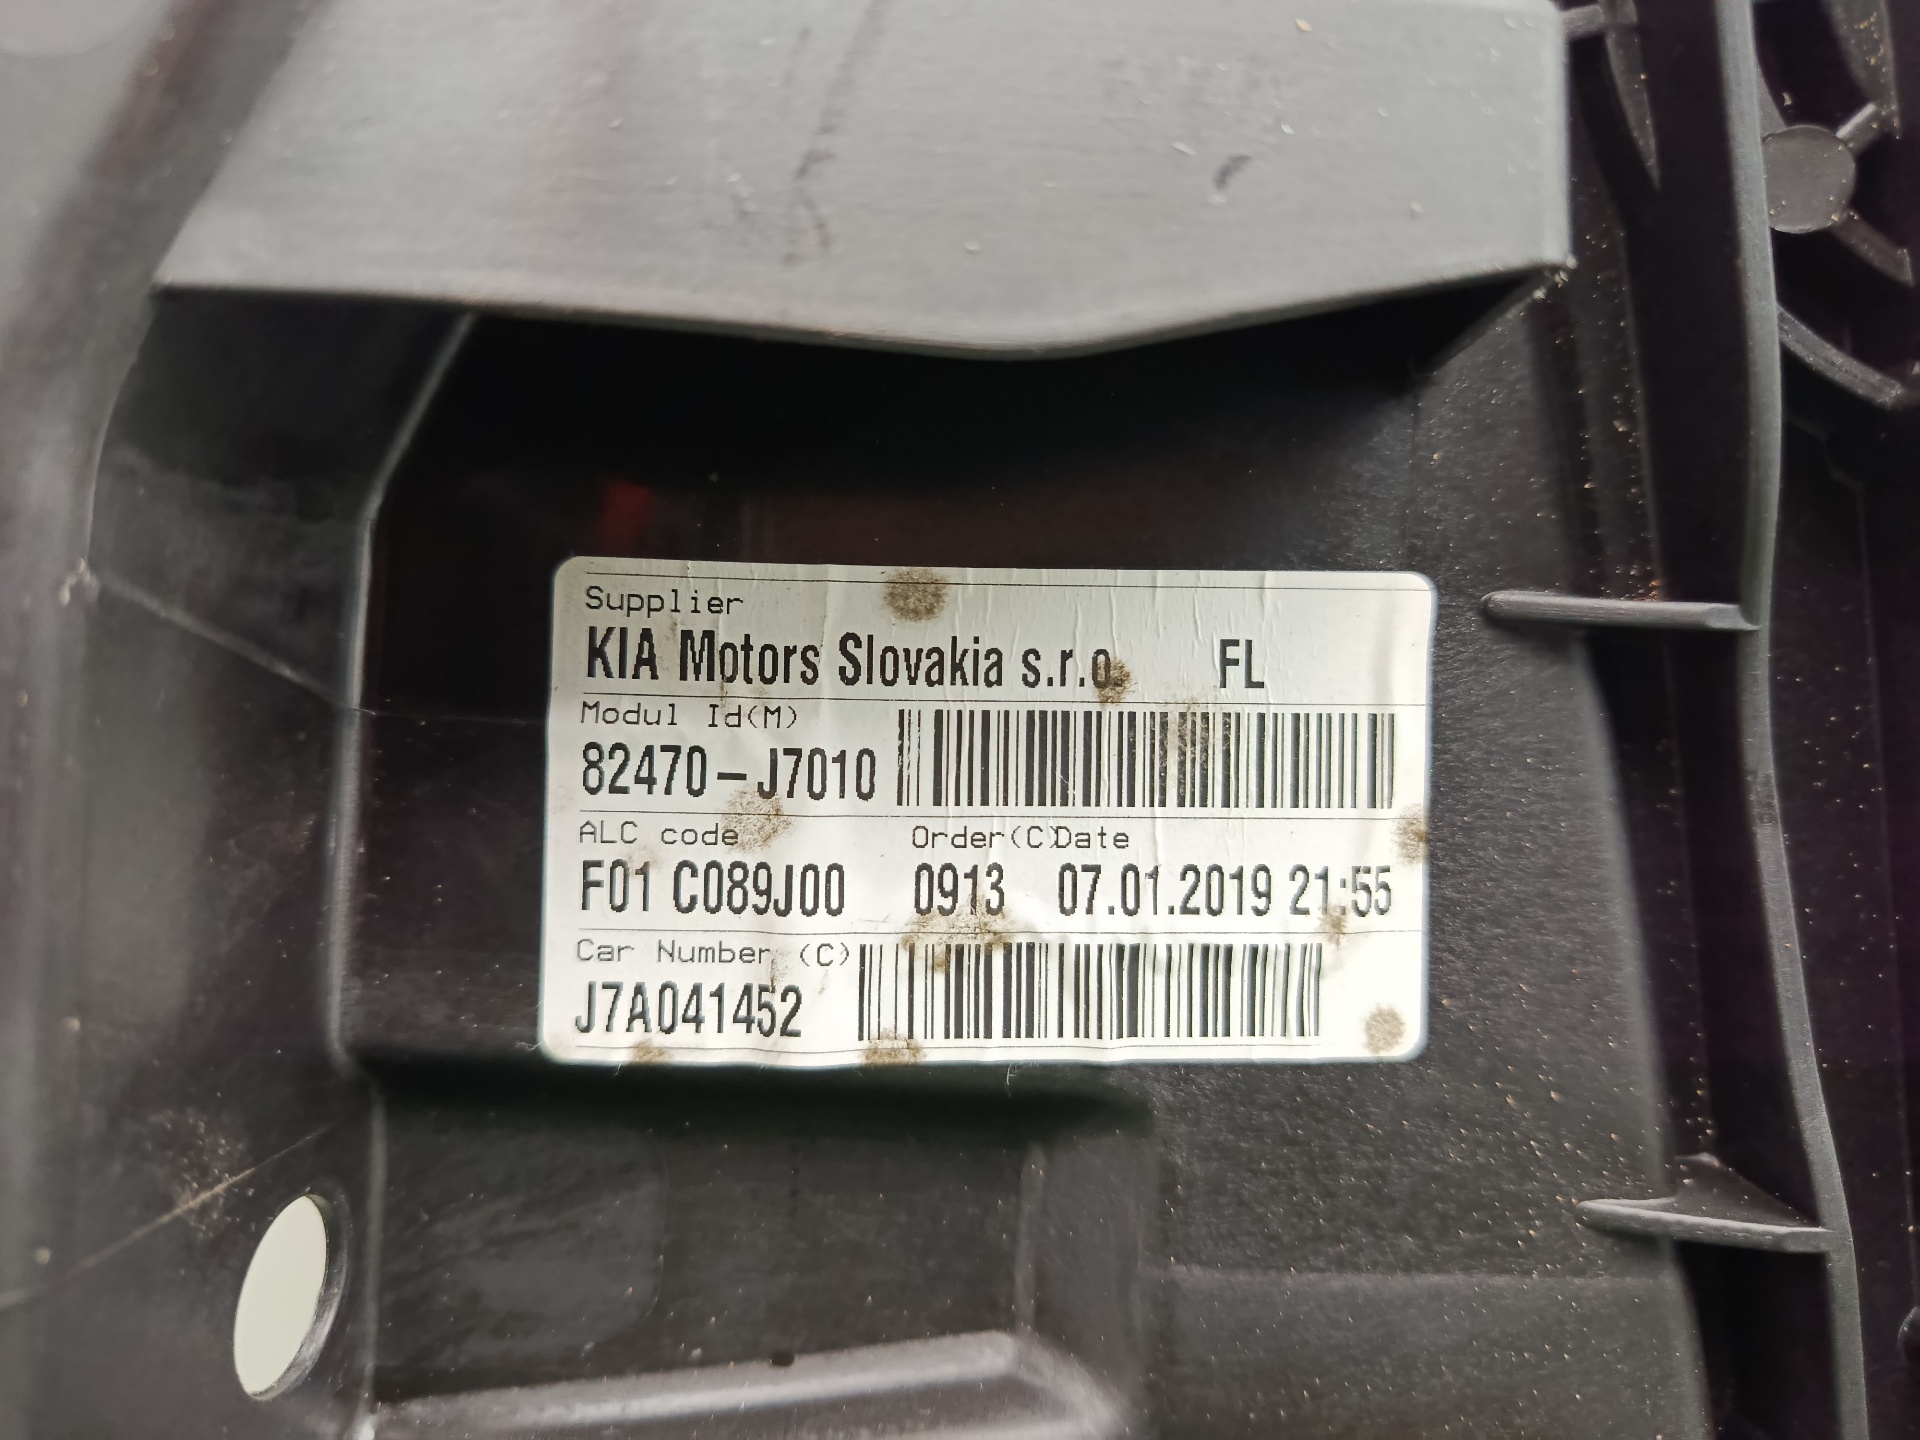 Supplier
KIA Motors Slovakia s.r.o. FL
Modul Id(M)
82470-J7010
ALC code Order(C)Date
F01 C089J00 0913 07.01.2019 21:55
Car Number (C)
J7A041452